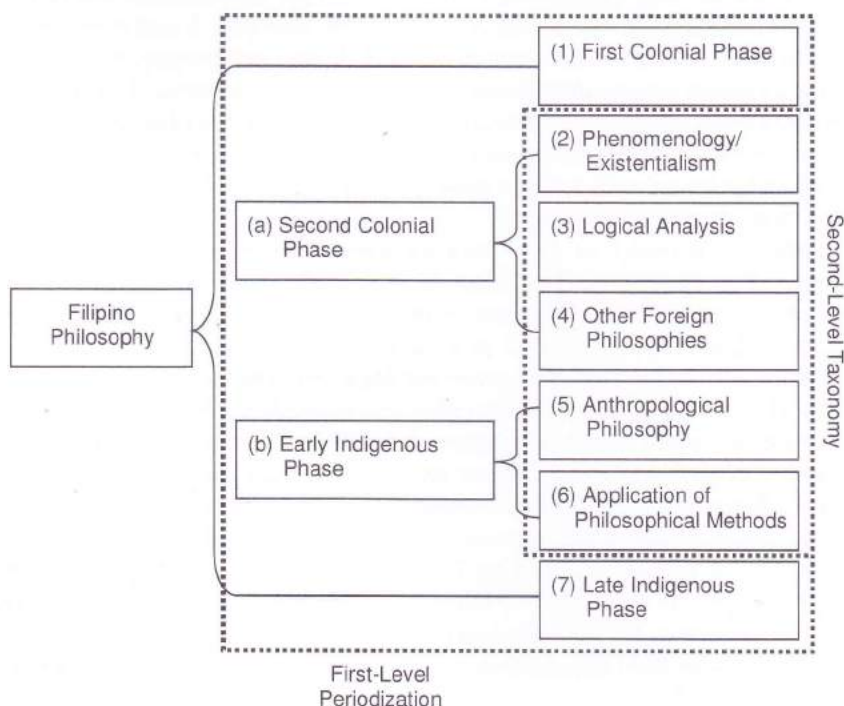 (1) First Colonial Phase
(2) Phenomenology/
Existentialism
(a) Second Colonial
Phase
(3) Logical Analysis
Filipino
Philosophy
(4) Other Foreign
Philosophies
(b) Early Indigenous
Phase
(5) Anthropological
Philosophy
(6) Application of
Philosophical Methods
(7) Late Indigenous
Phase
Second-Level Taxonomy
First-Level
Periodization